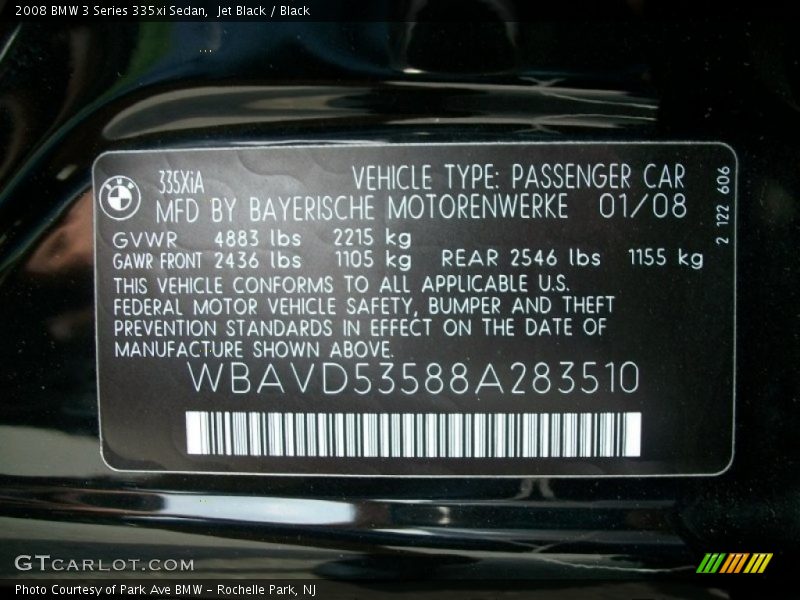 2008 BMW 3 Series 335xi Sedan, Jet Black / Black
335XiA VEHICLE TYPE: PASSENGER CAR
MFD BY BAYERISCHE MOTORENWERKE 01/08
GVWR 4883 lbs 2215 kg
GAWR FRONT 2436 lbs 1105 kg REAR 2546 lbs 1155 kg
THIS VEHICLE CONFORMS TO ALL APPLICABLE U.S.
FEDERAL MOTOR VEHICLE SAFETY, BUMPER AND THEFT
PREVENTION STANDARDS IN EFFECT ON THE DATE OF
MANUFACTURE SHOWN ABOVE.
WBAVD53588A283510
2 122 606
GTCARLOT.COM
Photo Courtesy of Park Ave BMW - Rochelle Park, NJ